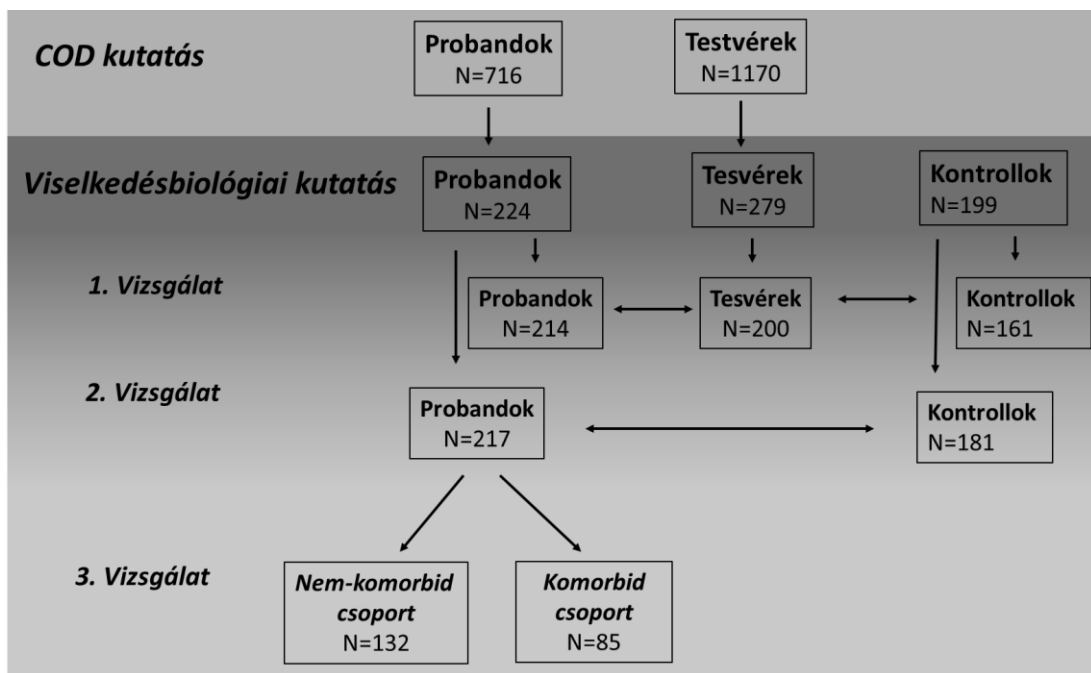 COD kutatás
Probandok
N=716
Testvérek
N=1170
Viselkedésbiológiai kutatás
Probandok
N=224
Tesvérek
N=279
Kontrollok
N=199
1. Vizsgálat
Probandok
N=214
Tesvérek
N=200
Kontrollok
N=161
2. Vizsgálat
Probandok
N=217
Kontrollok
N=181
3. Vizsgálat
Nem-komorbid
csoport
N=132
Komorbid
csoport
N=85